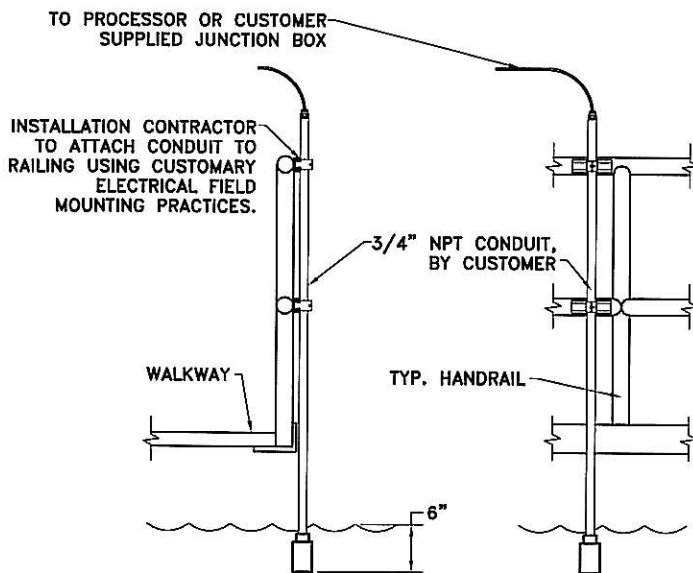 TO PROCESSOR OR CUSTOMER
SUPPLIED JUNCTION BOX
INSTALLATION CONTRACTOR
TO ATTACH CONDUIT TO
RAILING USING CUSTOMARY
ELECTRICAL FIELD
MOUNTING PRACTICES.
3/4" NPT CONDUIT,
BY CUSTOMER
WALKWAY
TYP. HANDRAIL
6"